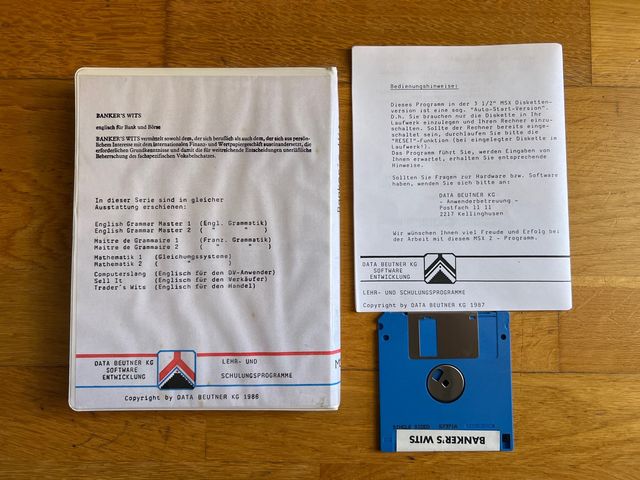 BANKER'S WITS
englisch für Bank und Börse
BANKER'S WITS vermittelt sowohl dem, der sich beruflich als auch dem, der sich aus persön-
lichem Interesse mit dem internationalen Finanz- und Wertpapiergeschäft auseinandersetzt, die
erforderlichen Grundkenntnisse und damit die für weitreichende Entscheidungen unerläßliche
Beherrschung des fachspezifischen Vokabelschatzes.
In dieser Serie sind in gleicher
Ausstattung erschienen:
English Grammar Master 1 (Engl. Grammatik)
English Grammar Master 2 ( " " )
Maitre de Grammaire 1 (Franz. Grammatik)
Maitre de Grammaire 2 ( " " )
Mathematik 1 (Gleichungssysteme)
Mathematik 2 ( " )
Computerslang (Englisch für den DV-Anwender)
Sell It (Englisch für den Verkäufer)
Trader's Wits (Englisch für den Handel)
DATA BEUTNER KG
SOFTWARE
ENTWICKLUNG
LEHR- UND
SCHULUNGSPROGRAMME
Copyright by DATA BEUTNER KG 1986
Bedienungshinweise:
Dieses Programm in der 3 1/2" MSX Disketten-
version ist eine sog. "Auto-Start-Version".
D.h. Sie brauchen nur die Diskette in Ihr
Laufwerk einzulegen und Ihren Rechner einzu-
schalten. Sollte der Rechner bereits einge-
schaltet sein, durchlaufen Sie bitte die
"RESET"-Funktion (bei eingelegter Diskette im
Laufwerk!).
Das Programm führt Sie, werden Eingaben von
Ihnen erwartet, erhalten Sie entsprechende
Hinweise.
Sollten Sie Fragen zur Hardware bzw. Software
haben, wenden Sie sich bitte an:
DATA BEUTNER KG
- Anwenderbetreuung -
Postfach 11 11
2217 Kellinghusen
Wir wünschen Ihnen viel Freude und Erfolg bei
der Arbeit mit diesem MSX 2 - Programm.
DATA BEUTNER KG
SOFTWARE
ENTWICKLUNG
LEHR- UND SCHULUNGSPROGRAMME
Copyright by DATA BEUTNER KG 1987
BANKER'S WITS